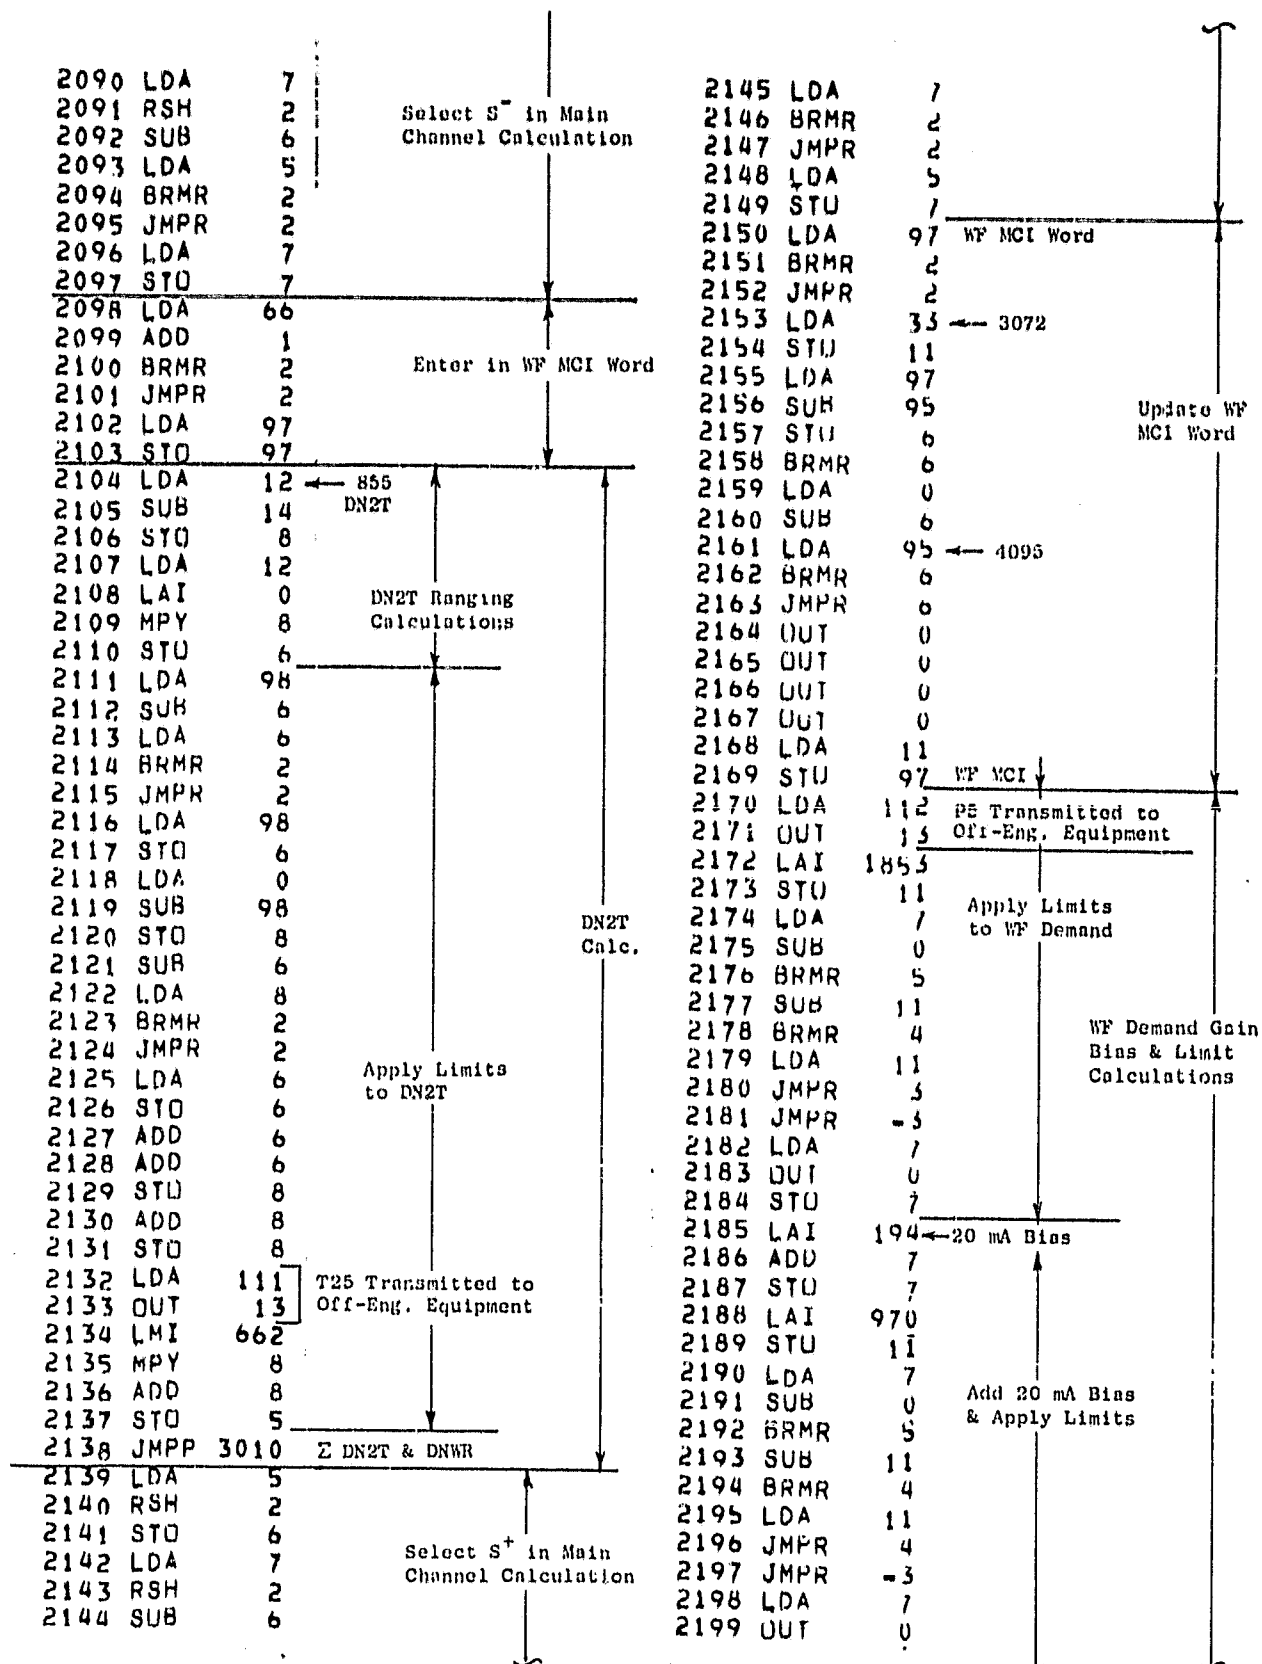 2090 LDA 7
2091 RSH 2
2092 SUB 6
2093 LDA 5
2094 BRMR 2
2095 JMPR 2
2096 LDA 7
2097 STO 7
Select S⁻ in Main
Channel Calculation
2098 LDA 66
2099 ADD 1
2100 BRMR 2
2101 JMPR 2
2102 LDA 97
2103 STO 97
Enter in WF MCI Word
2104 LDA 12 ← 855
DN2T
2105 SUB 14
2106 STO 8
2107 LDA 12
2108 LAI 0
2109 MPY 8
2110 STO 6
DN2T Ranging
Calculations
2111 LDA 98
2112 SUB 6
2113 LDA 6
2114 BRMR 2
2115 JMPR 2
2116 LDA 98
2117 STO 6
2118 LDA 0
2119 SUB 98
2120 STO 8
2121 SUB 6
2122 LDA 8
2123 BRMR 2
2124 JMPR 2
2125 LDA 6
2126 STO 6
2127 ADD 6
2128 ADD 6
2129 STO 8
2130 ADD 8
2131 STO 8
2132 LDA 111
2133 OUT 13
T25 Transmitted to
Off-Eng. Equipment
2134 LMI 662
2135 MPY 8
2136 ADD 8
2137 STO 5
Apply Limits
to DN2T
2138 JMPP 3010 Σ DN2T & DNWR
DN2T
Calc.
2139 LDA 5
2140 RSH 2
2141 STO 6
2142 LDA 7
2143 RSH 2
2144 SUB 6
Select S⁺ in Main
Channel Calculation
2145 LDA 7
2146 BRMR 2
2147 JMPR 2
2148 LDA 5
2149 STO 7
2150 LDA 97 WF MCI Word
2151 BRMR 2
2152 JMPR 2
2153 LDA 33 ← 3072
2154 STO 11
2155 LDA 97
2156 SUB 95
2157 STO 6
2158 BRMR 6
2159 LDA 0
2160 SUB 6
2161 LDA 95 ← 4095
2162 BRMR 6
2163 JMPR 6
2164 OUT 0
2165 OUT 0
2166 OUT 0
2167 OUT 0
2168 LDA 11
2169 STO 97 WF MCI
Update WF
MCI Word
2170 LDA 112
2171 OUT 13
P5 Transmitted to
Off-Eng. Equipment
2172 LAI 1853
2173 STO 11
2174 LDA 7
2175 SUB 0
2176 BRMR 5
2177 SUB 11
2178 BRMR 4
2179 LDA 11
2180 JMPR 3
2181 JMPR -3
2182 LDA 7
2183 OUT 0
2184 STO 7
Apply Limits
to WF Demand
WF Demand Gain
Bias & Limit
Calculations
2185 LAI 194 ← 20 mA Bias
2186 ADD 7
2187 STO 7
2188 LAI 970
2189 STO 11
2190 LDA 7
2191 SUB 0
2192 BRMR 5
2193 SUB 11
2194 BRMR 4
2195 LDA 11
2196 JMPR 4
2197 JMPR -3
2198 LDA 7
2199 OUT 0
Add 20 mA Bias
& Apply Limits